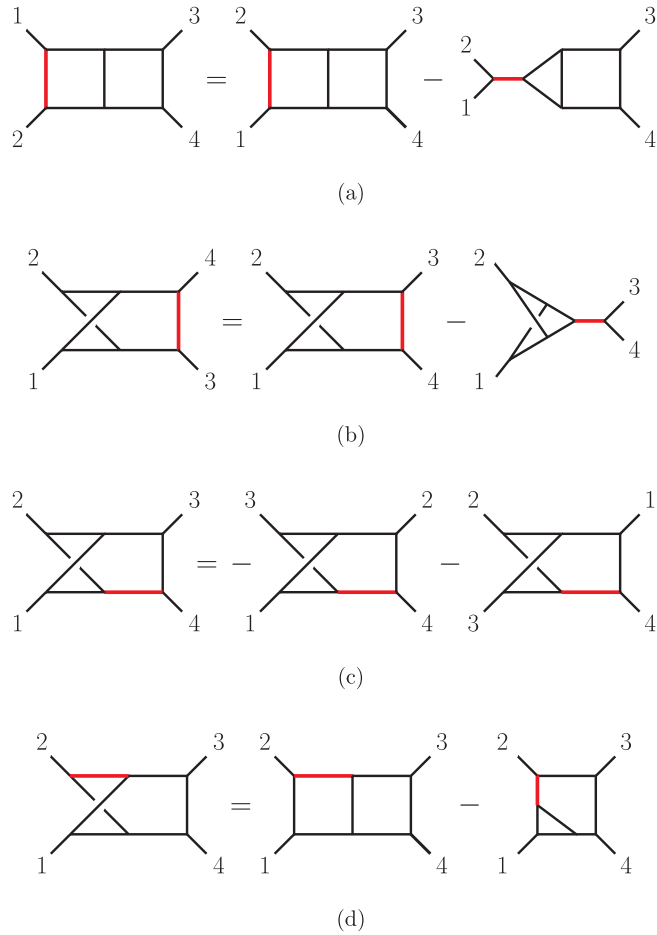 1 3 2 3 2 3
= −
2 4 1 4 1 4
(a)
2 4 2 3 2 3
= −
1 3 1 4 1 4
(b)
2 3 3 2 2 1
= − −
1 4 1 4 3 4
(c)
2 3 2 3 2 3
= −
1 4 1 4 1 4
(d)